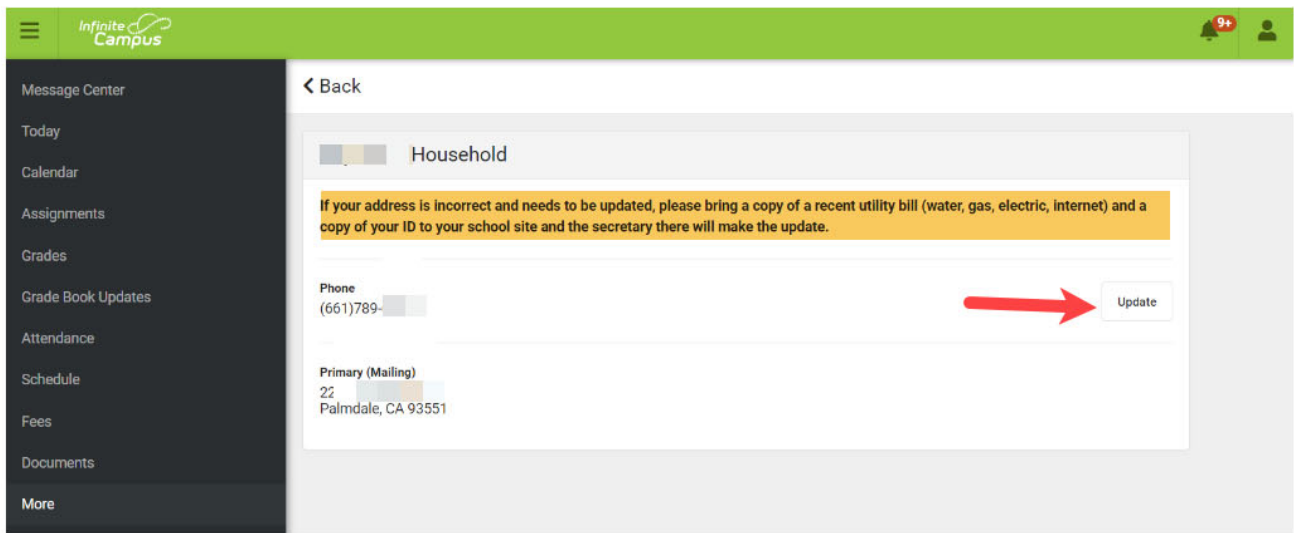 Infinite
Campus
9+
Message Center
Today
Calendar
Assignments
Grades
Grade Book Updates
Attendance
Schedule
Fees
Documents
More
Back
Household
If your address is incorrect and needs to be updated, please bring a copy of a recent utility bill (water, gas, electric, internet) and a
copy of your ID to your school site and the secretary there will make the update.
Phone
(661)789-
Update
Primary (Mailing)
22
Palmdale, CA 93551